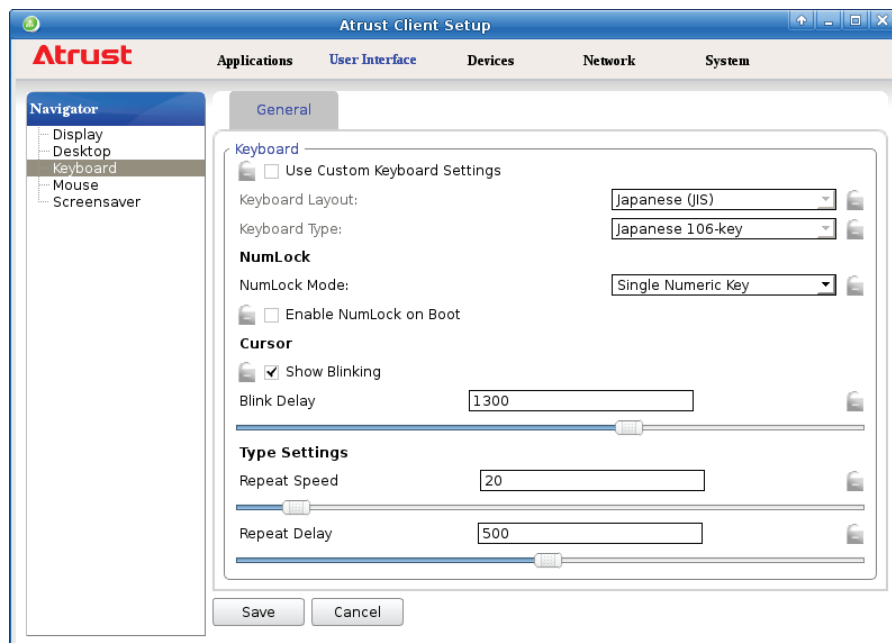 Atrust Client Setup
Atrust
Applications User Interface Devices Network System
Navigator
Display
Desktop
Keyboard
Mouse
Screensaver
General
Keyboard
Use Custom Keyboard Settings
Keyboard Layout: Japanese (JIS)
Keyboard Type: Japanese 106-key
NumLock
NumLock Mode: Single Numeric Key
Enable NumLock on Boot
Cursor
Show Blinking
Blink Delay 1300
Type Settings
Repeat Speed 20
Repeat Delay 500
Save Cancel